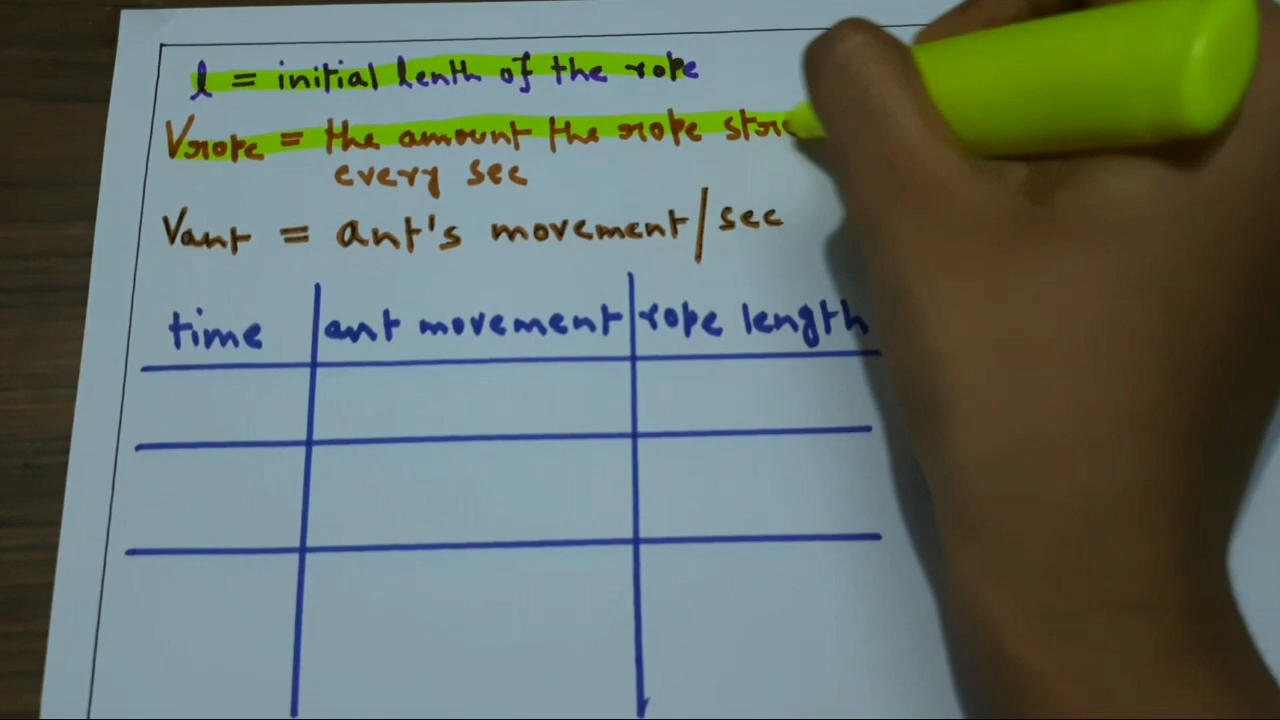 l = initial lenth of the rope
Vrope = the amount the rope
every sec
Vant = ant's movement/sec
time ant movement rope length